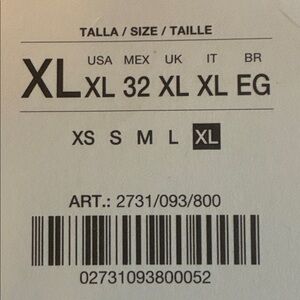 TALLA / SIZE / TAILLE
USA MEX UK IT BR
XL XL 32 XL XL EG
XS S M L XL
ART.: 2731/093/800
02731093800052